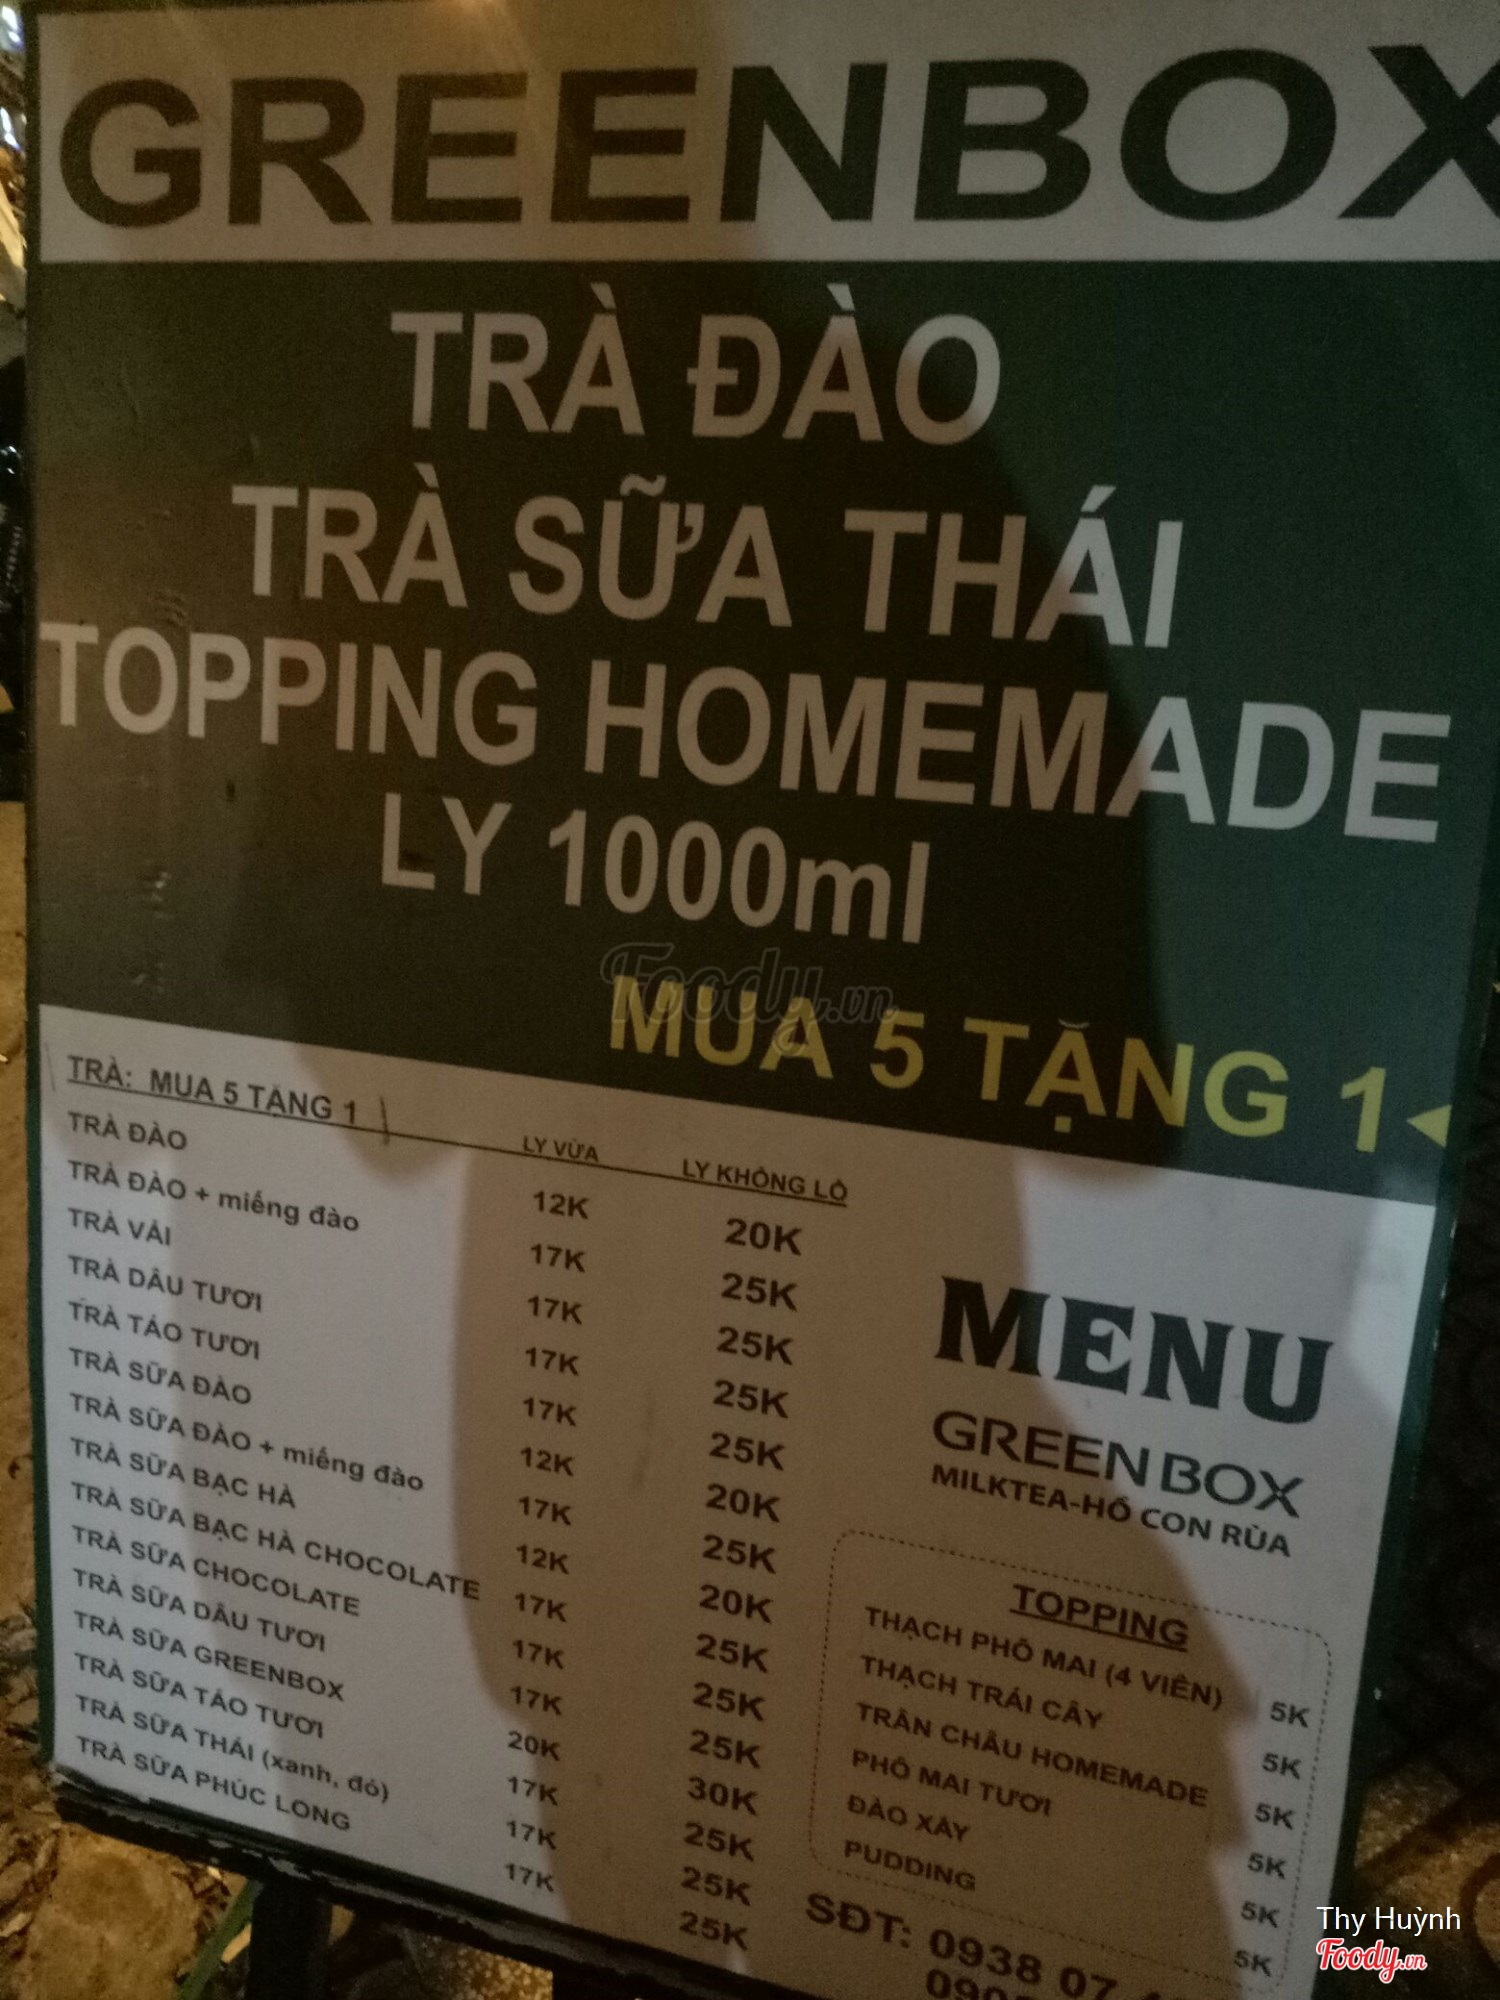 GREENBOX
TRÀ ĐÀO
TRÀ SỮA THÁI
TOPPING HOMEMADE
LY 1000ml
Foody.vn
MUA 5 TẶNG 1
TRÀ: MUA 5 TẶNG 1 LY VỪA LY KHỔNG LỒ
TRÀ ĐÀO 12K 20K
TRÀ ĐÀO + miếng đào 17K 25K
TRÀ VẢI 17K 25K
TRÀ DÂU TƯƠI 17K 25K
TRÀ TÁO TƯƠI 17K 25K
TRÀ SỮA ĐÀO 12K 20K
TRÀ SỮA ĐÀO + miếng đào 17K 25K
TRÀ SỮA BẠC HÀ 12K 20K
TRÀ SỮA BẠC HÀ CHOCOLATE 17K 25K
TRÀ SỮA CHOCOLATE 17K 25K
TRÀ SỮA DÂU TƯƠI 17K 25K
TRÀ SỮA GREENBOX 20K 30K
TRÀ SỮA TÁO TƯƠI 17K 25K
TRÀ SỮA THÁI (xanh, đỏ) 17K 25K
TRÀ SỮA PHÚC LONG 17K 25K
MENU
GREEN BOX
MILKTEA-HỒ CON RÙA
TOPPING
THẠCH PHÔ MAI (4 VIÊN) 5K
THẠCH TRÁI CÂY 5K
TRÂN CHÂU HOMEMADE 5K
PHÔ MAI TƯƠI 5K
ĐÀO XAY 5K
PUDDING 5K
SĐT: 0938 07
Thy Huỳnh
Foody.vn